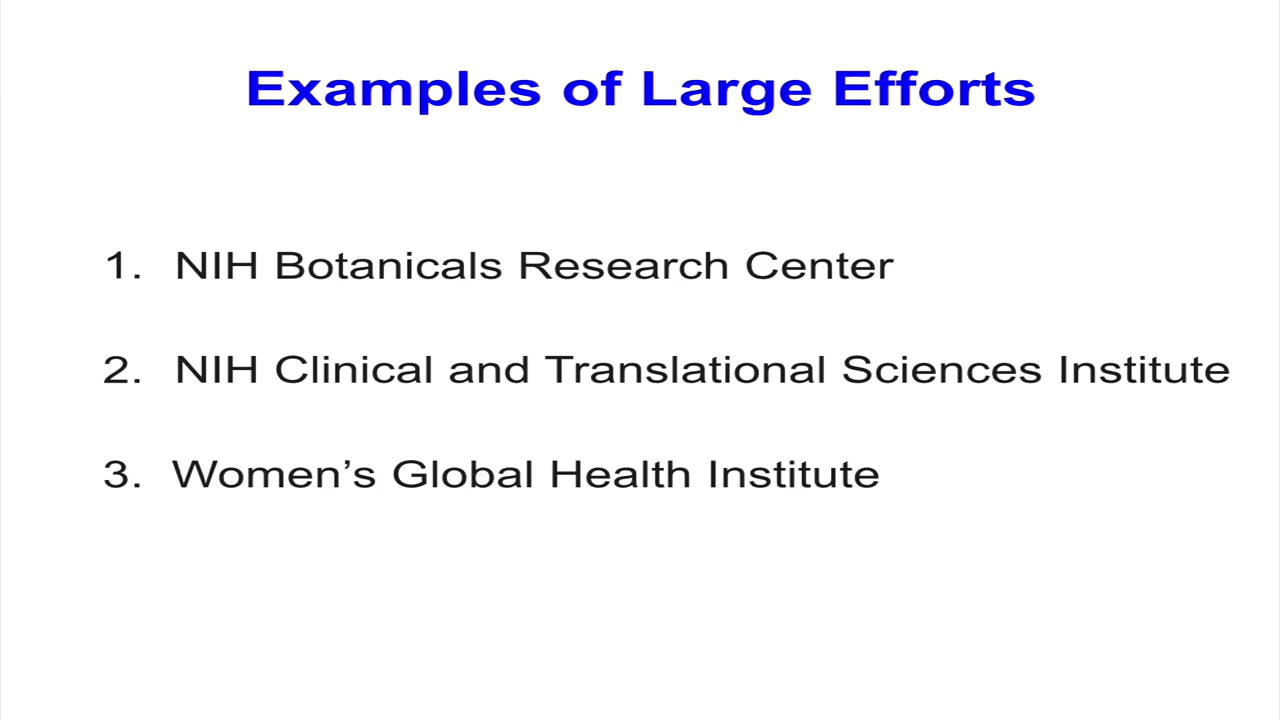 Examples of Large Efforts
1. NIH Botanicals Research Center
2. NIH Clinical and Translational Sciences Institute
3. Women’s Global Health Institute